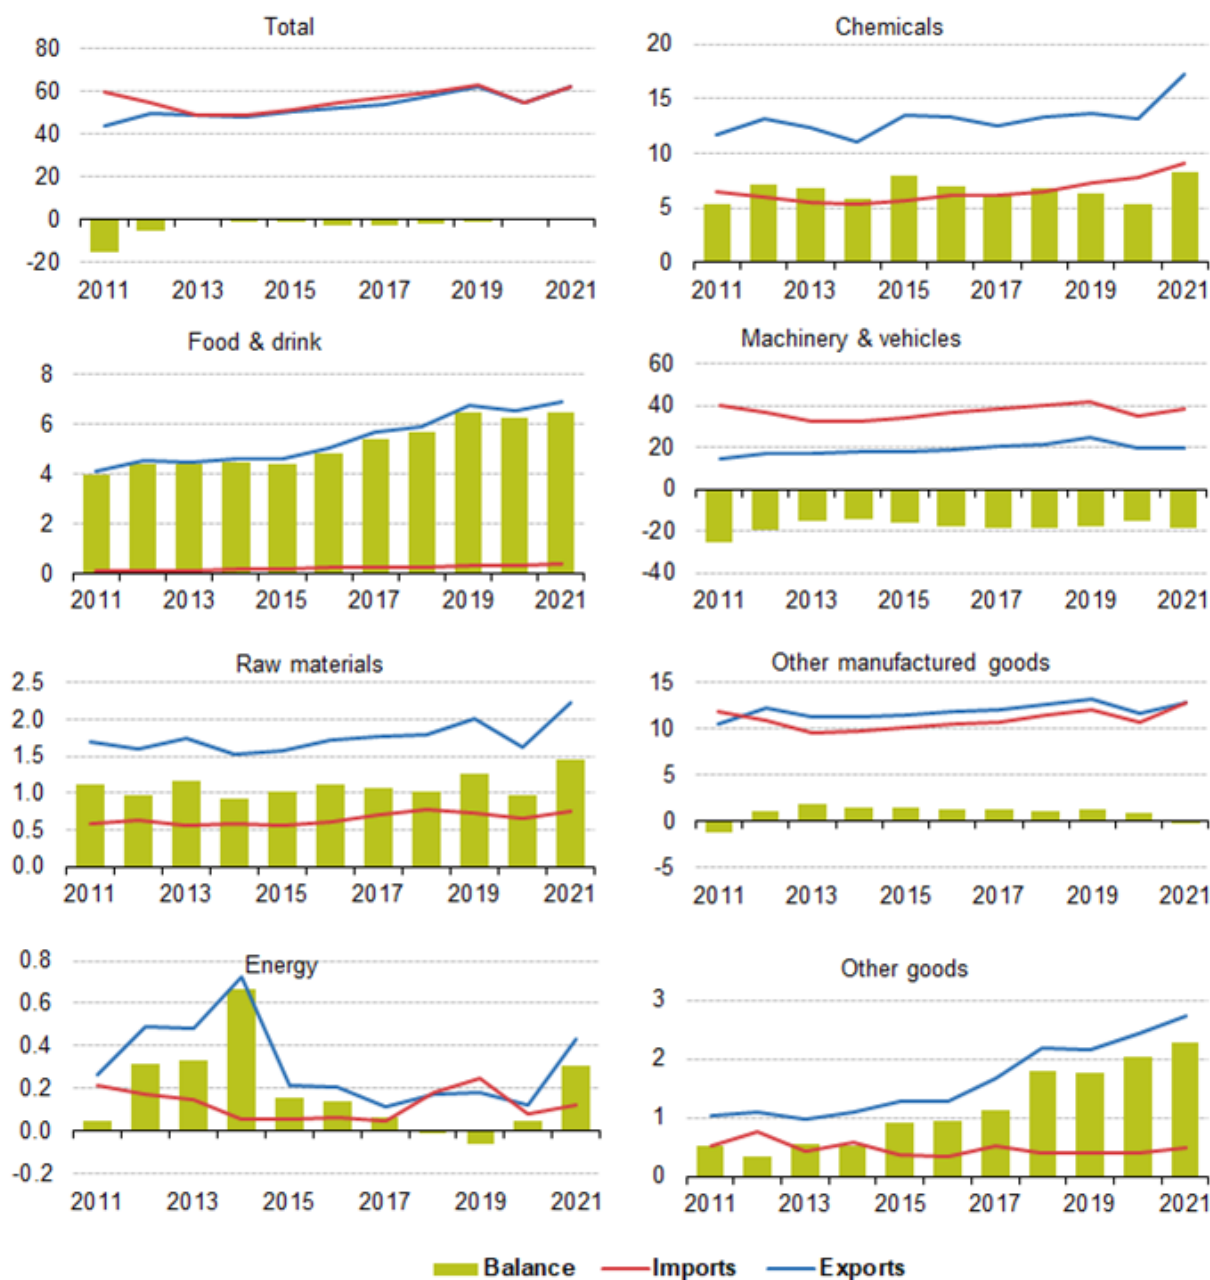 Total
80
60
40
20
0
-20
2011 2013 2015 2017 2019 2021
Chemicals
20
15
10
5
0
2011 2013 2015 2017 2019 2021
Food & drink
8
6
4
2
0
2011 2013 2015 2017 2019 2021
Machinery & vehicles
60
40
20
0
-20
-40
2011 2013 2015 2017 2019 2021
Raw materials
2.5
2.0
1.5
1.0
0.5
0.0
2011 2013 2015 2017 2019 2021
Other manufactured goods
15
10
5
0
-5
2011 2013 2015 2017 2019 2021
Energy
0.8
0.6
0.4
0.2
0.0
-0.2
2011 2013 2015 2017 2019 2021
Other goods
3
2
1
0
2011 2013 2015 2017 2019 2021
Balance Imports Exports